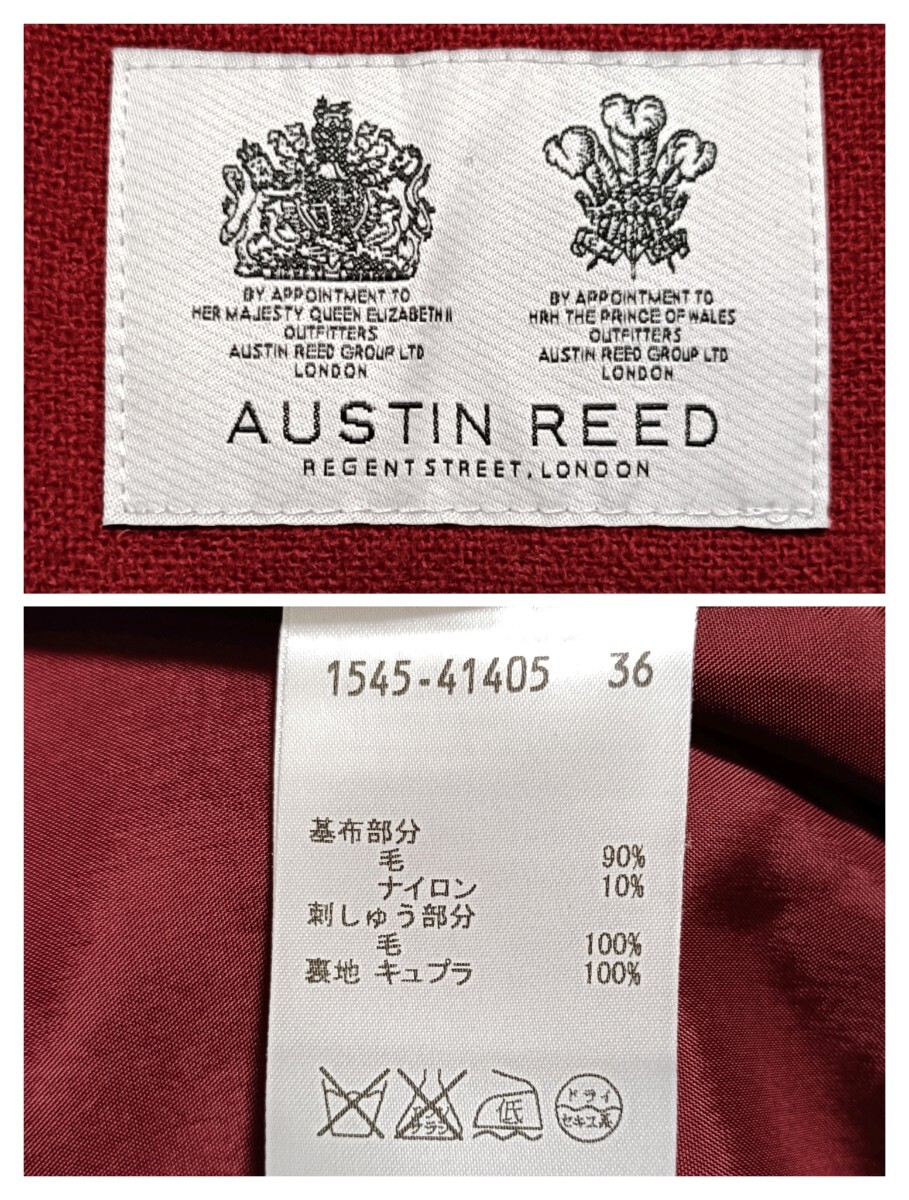 BY APPOINTMENT TO
HER MAJESTY QUEEN ELIZABETH II
OUTFITTERS
AUSTIN REED GROUP LTD
LONDON
BY APPOINTMENT TO
HRH THE PRINCE OF WALES
OUTFITTERS
AUSTIN REED GROUP LTD
LONDON
AUSTIN REED
REGENT STREET, LONDON
1545-41405 36
基布部分
毛 90%
ナイロン 10%
刺しゅう部分
毛 100%
裏地 キュプラ 100%
低
ドライ
セキユ系